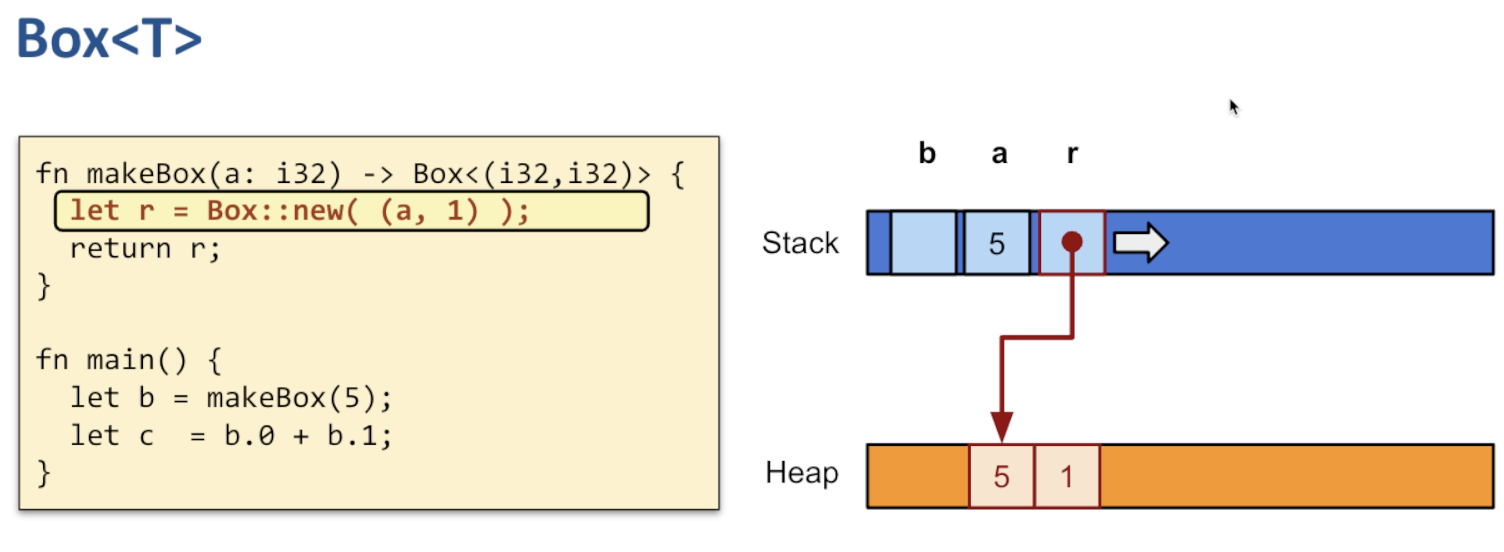 Box<T>
fn makeBox(a: i32) -> Box<(i32,i32)> {
let r = Box::new( (a, 1) );
return r;
}
fn main() {
let b = makeBox(5);
let c  = b.0 + b.1;
}
b a r
Stack
5
Heap
5 1